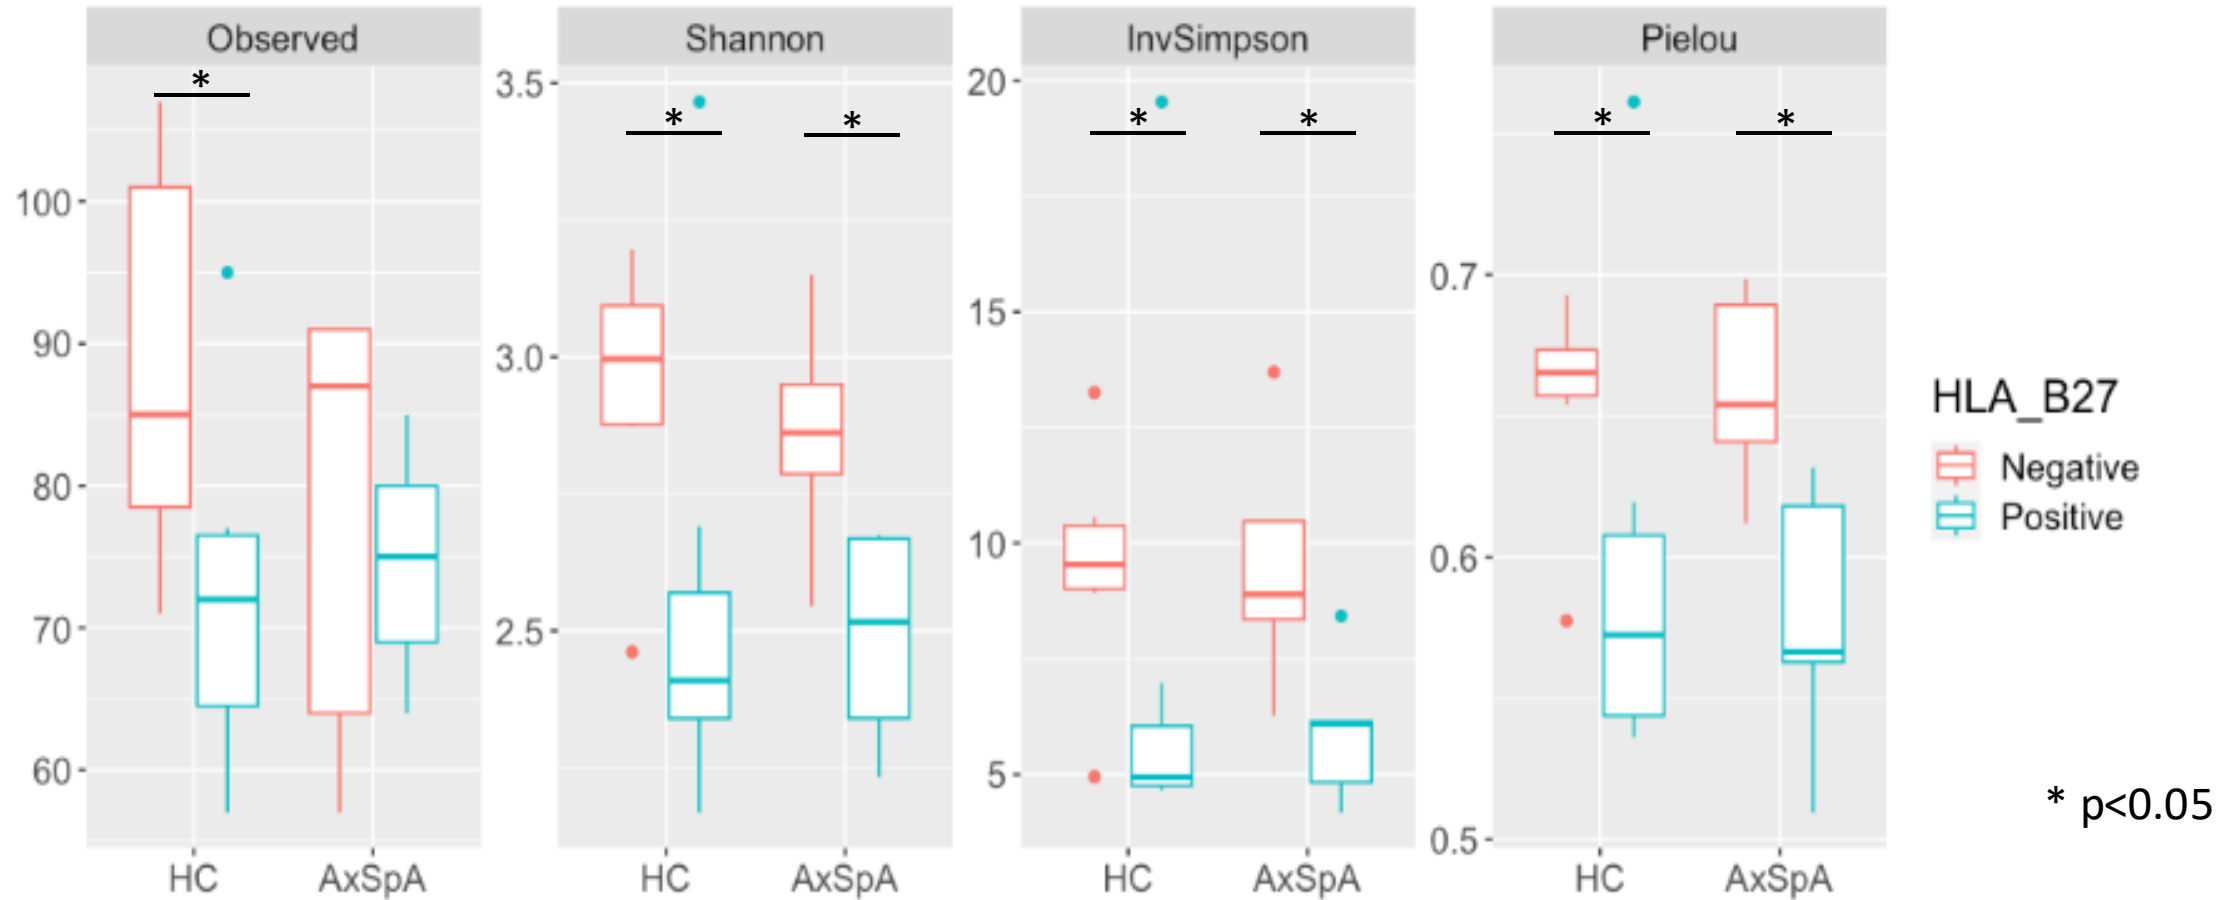 Observed
Shannon
InvSimpson
Pielou
*
* *
* *
* *
100
90
80
70
60
3.5
3.0
2.5
20
15
10
5
0.7
0.6
0.5
HC AxSpA
HC AxSpA
HC AxSpA
HC AxSpA
HLA_B27
Negative
Positive
* p<0.05